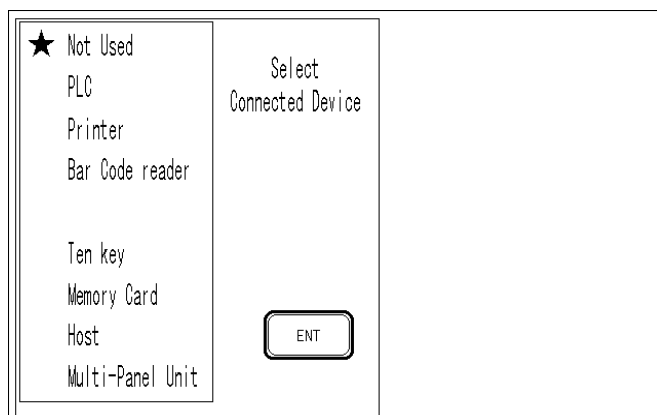 ★ Not Used
PLC
Printer
Bar Code reader
Ten key
Memory Card
Host
Multi-Panel Unit
Select
Connected Device
ENT